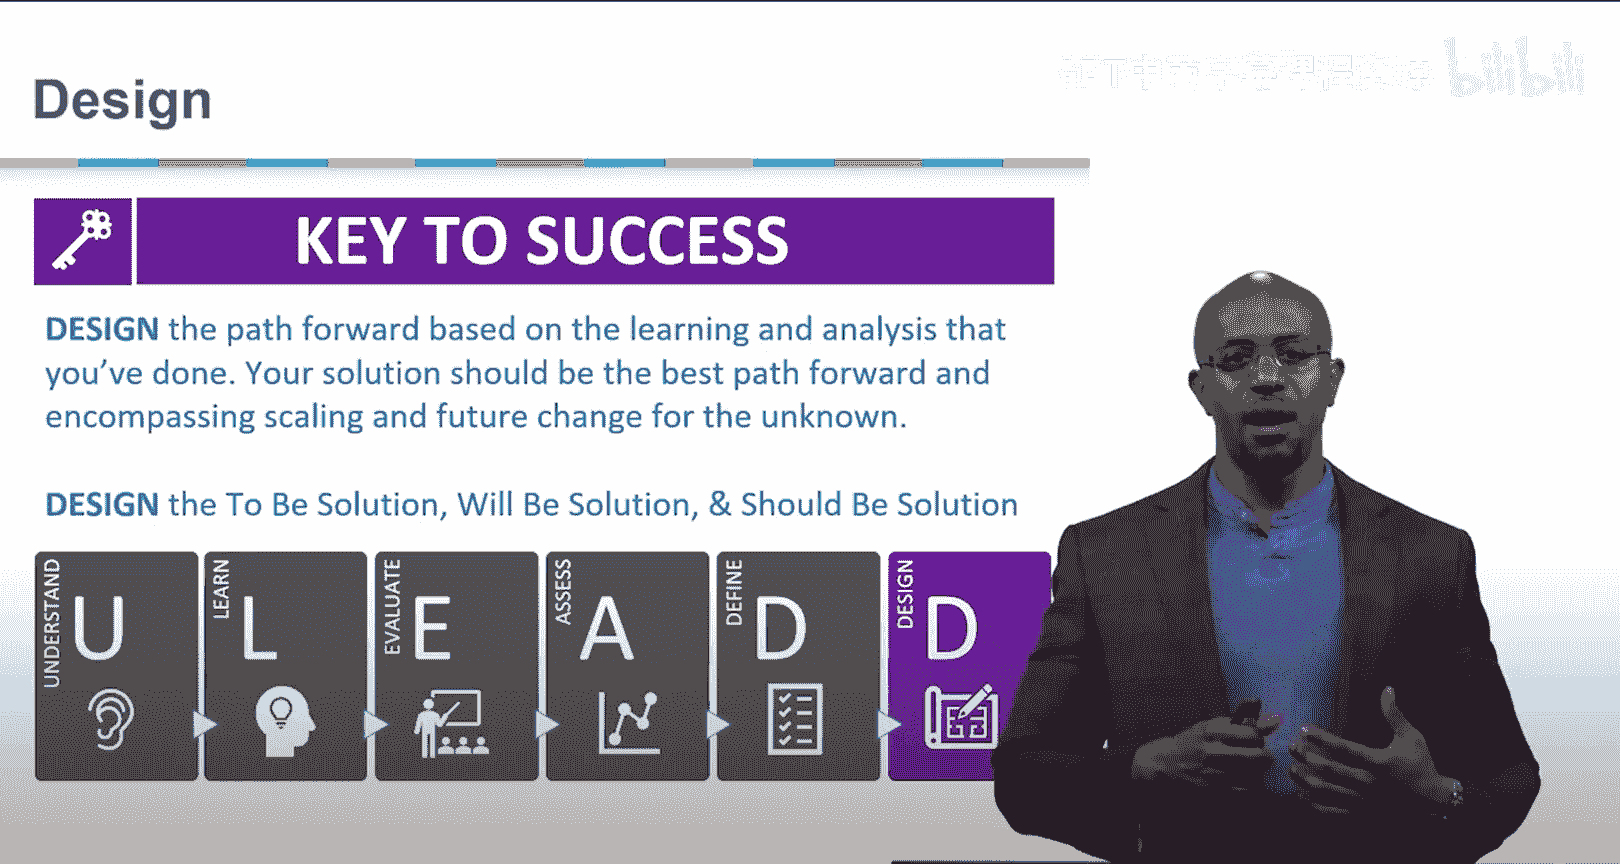 Design
bilibili
KEY TO SUCCESS
DESIGN the path forward based on the learning and analysis that
you’ve done. Your solution should be the best path forward and
encompassing scaling and future change for the unknown.
DESIGN the To Be Solution, Will Be Solution, & Should Be Solution
UNDERSTAND
U
LEARN
L
EVALUATE
E
ASSESS
A
DEFINE
D
DESIGN
D